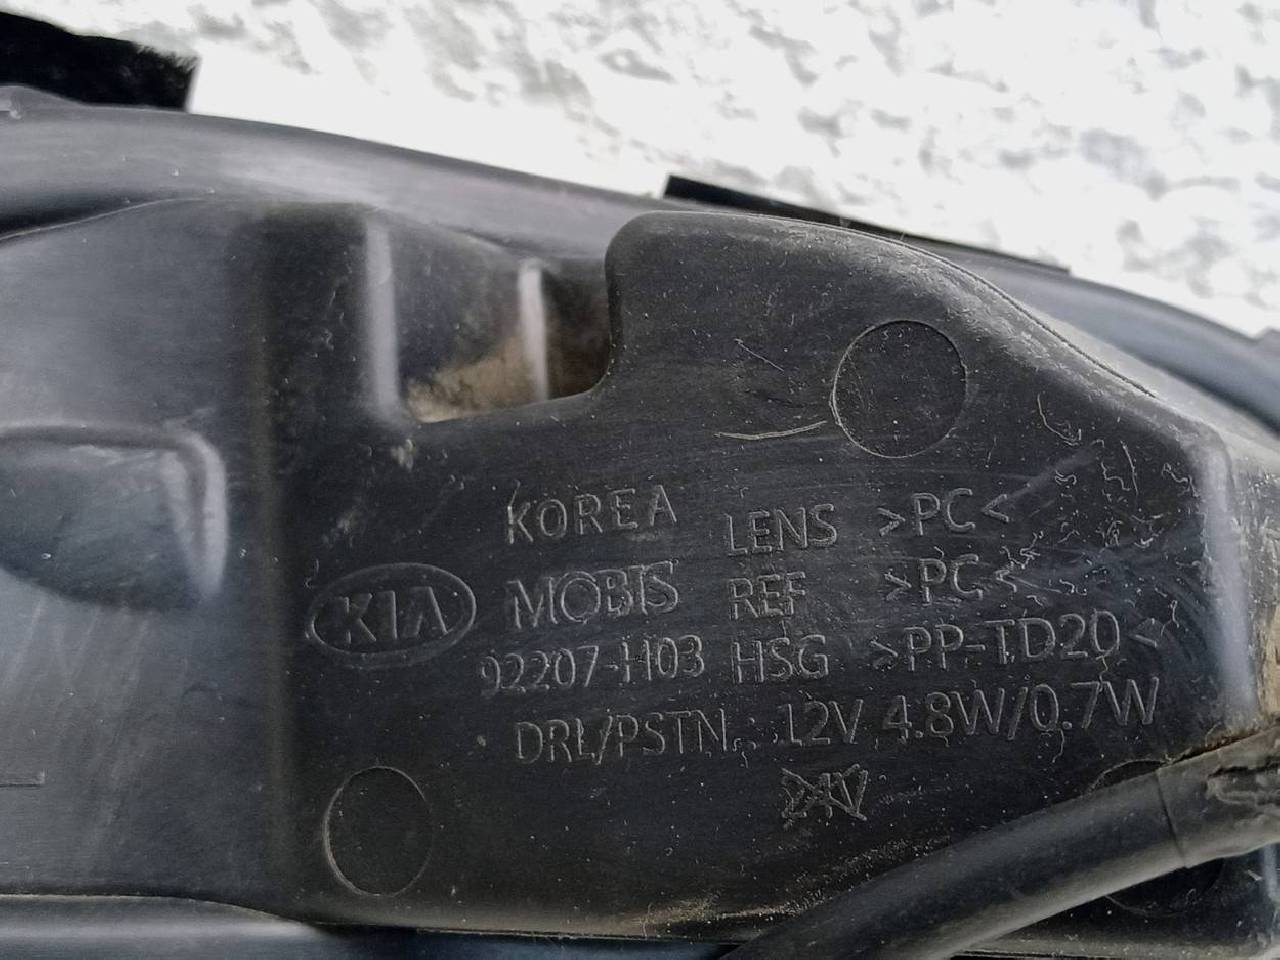 KOREA LENS >PC<
KIA MOBIS REF >PC<
92207-H03 HSG >PP-TD20<
DRL/PSTN.: 12V 4.8W/0.7W